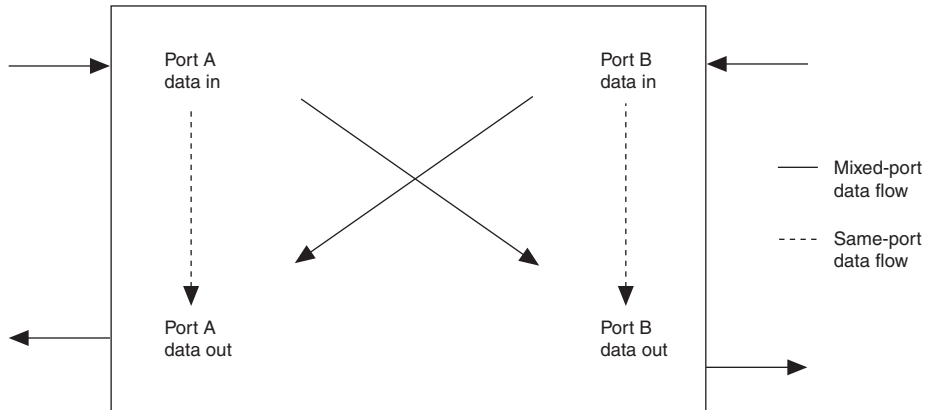 Port A
data in
Port B
data in
Mixed-port
data flow
Same-port
data flow
Port A
data out
Port B
data out